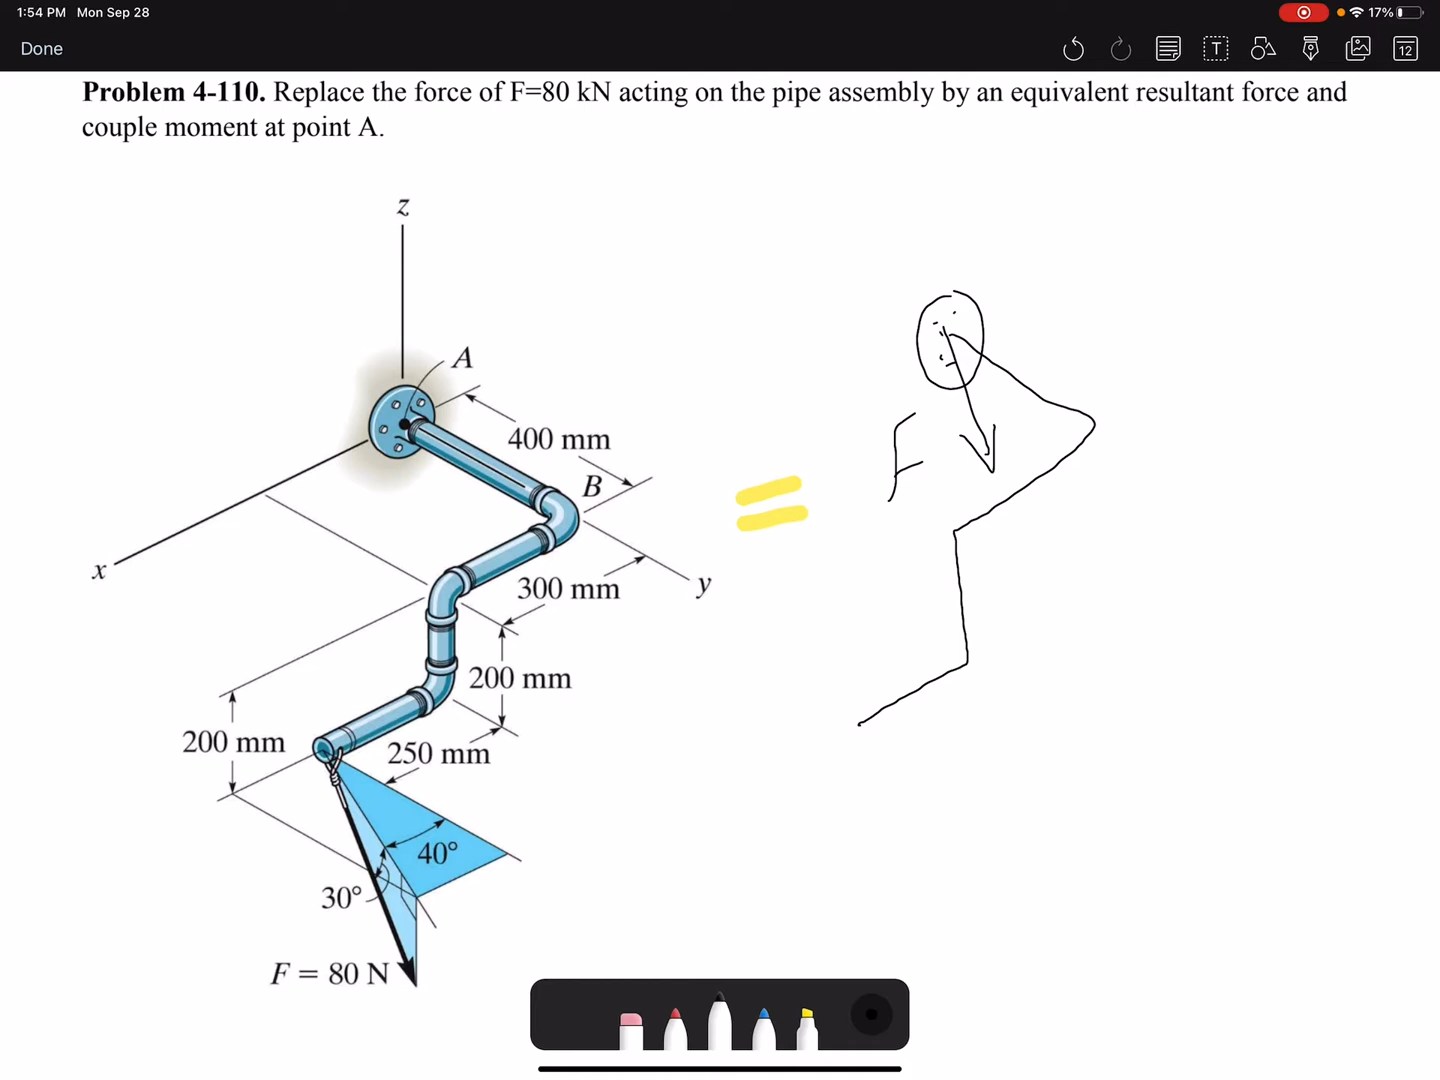 1:54 PM Mon Sep 28
17%
Done
T
12
Problem 4-110. Replace the force of F=80 kN acting on the pipe assembly by an equivalent resultant force and
couple moment at point A.
z
A
400 mm
B
x
300 mm
y
200 mm
200 mm
250 mm
40°
30°
F = 80 N
=
F